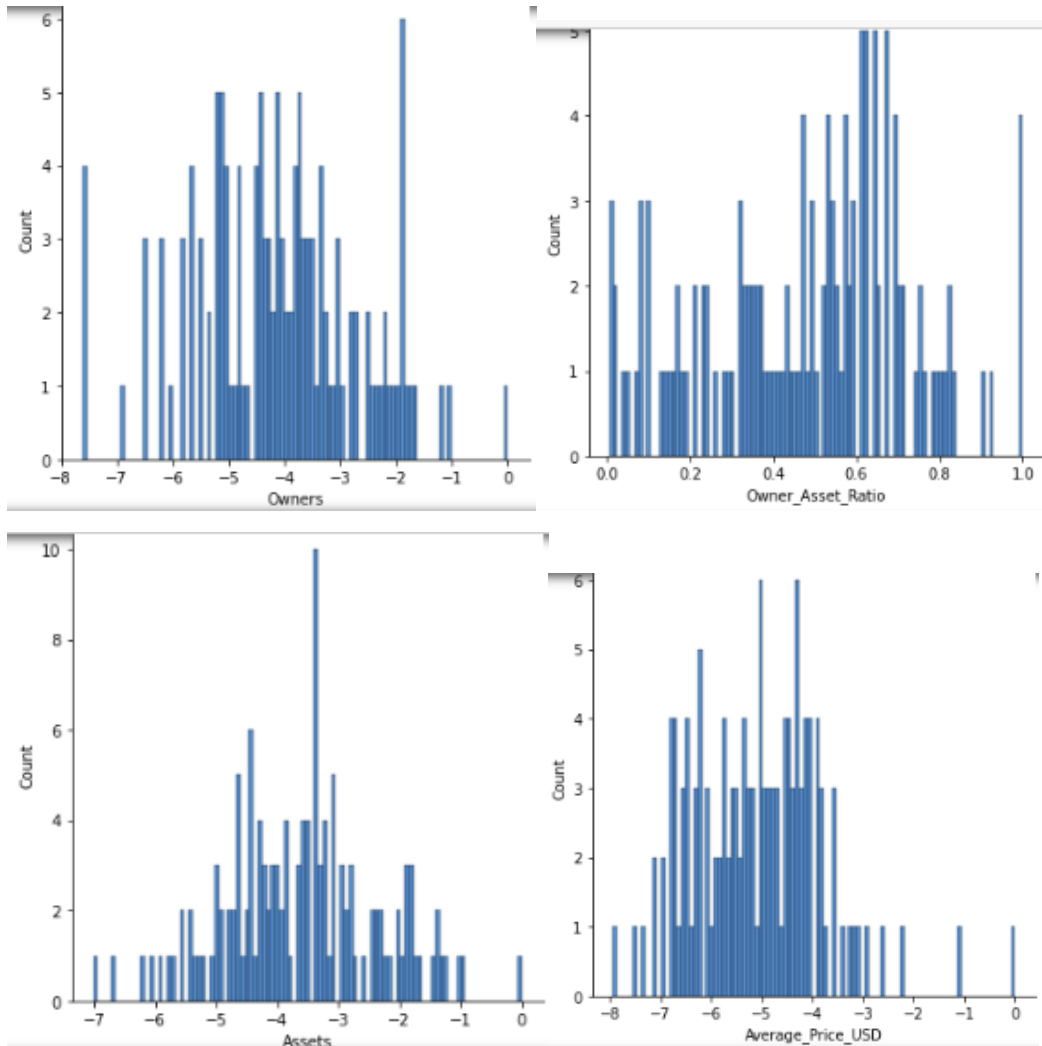 6
5
4
3
2
1
0
Count
−8 −7 −6 −5 −4 −3 −2 −1 0
Owners
5
4
3
2
1
0
Count
0.0 0.2 0.4 0.6 0.8 1.0
Owner_Asset_Ratio
10
8
6
4
2
0
Count
−7 −6 −5 −4 −3 −2 −1 0
Assets
6
5
4
3
2
1
0
Count
−8 −7 −6 −5 −4 −3 −2 −1 0
Average_Price_USD